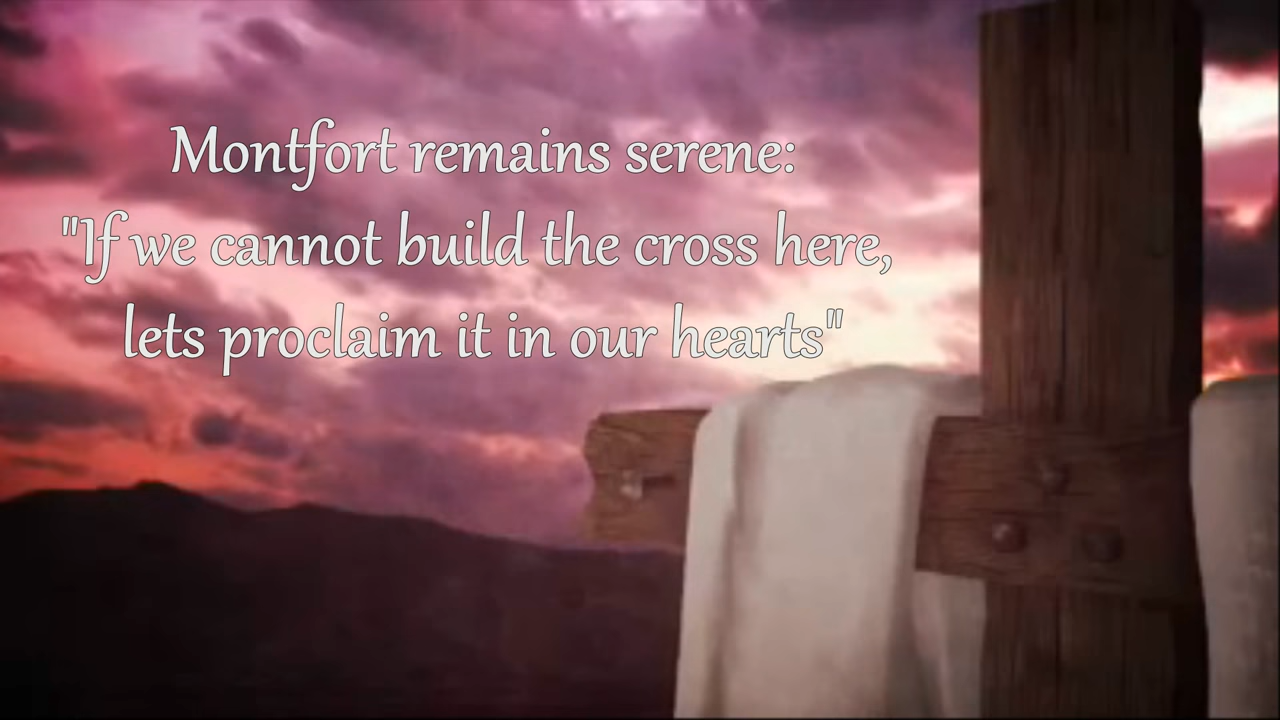 Montfort remains serene:
"If we cannot build the cross here,
lets proclaim it in our hearts"